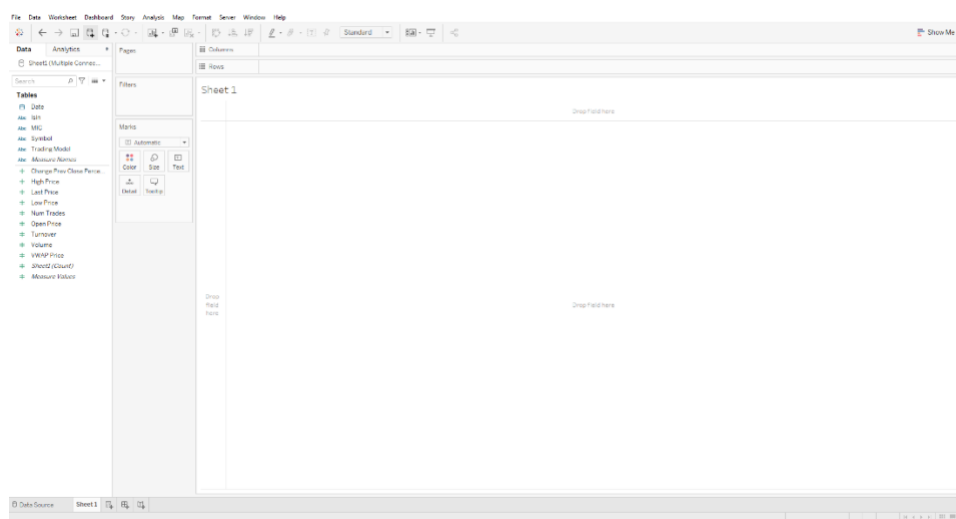 File Data Worksheet Dashboard Story Analysis Map Format Server Window Help
Standard
Show Me
Data Analytics
Sheet1 (Multiple Connec...
Search
Tables
Date
MIC
Symbol
Trading Model
Measure Names
Change Prev Close Perce...
High Price
Last Price
Low Price
Num Trades
Open Price
Turnover
Volume
VWAP Price
Sheet1 (Count)
Measure Values
Pages
Filters
Marks
Automatic
Color Size Text
Detail Tooltip
Columns
Rows
Sheet 1
Drop field here
Drop
field
here
Drop field here
Data Source Sheet 1